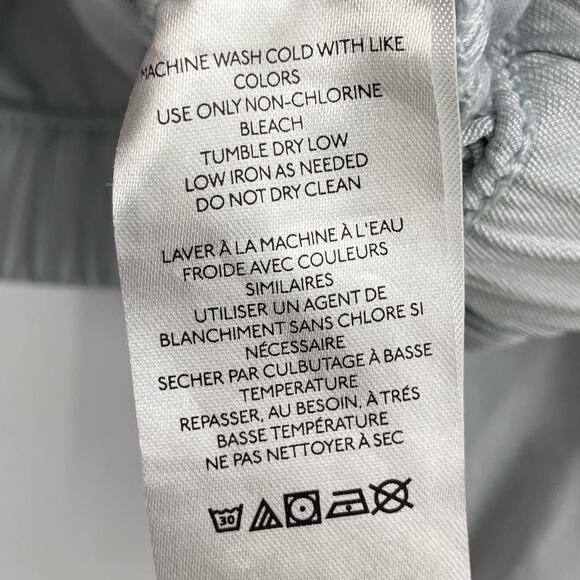 MACHINE WASH COLD WITH LIKE
COLORS
USE ONLY NON-CHLORINE
BLEACH
TUMBLE DRY LOW
LOW IRON AS NEEDED
DO NOT DRY CLEAN
LAVER À LA MACHINE À L'EAU
FROIDE AVEC COULEURS
SIMILAIRES
UTILISER UN AGENT DE
BLANCHIMENT SANS CHLORE SI
NÉCESSAIRE
SECHER PAR CULBUTAGE À BASSE
TEMPERATURE
REPASSER, AU BESOIN, À TRÉS
BASSE TEMPÉRATURE
NE PAS NETTOYER À SEC
30